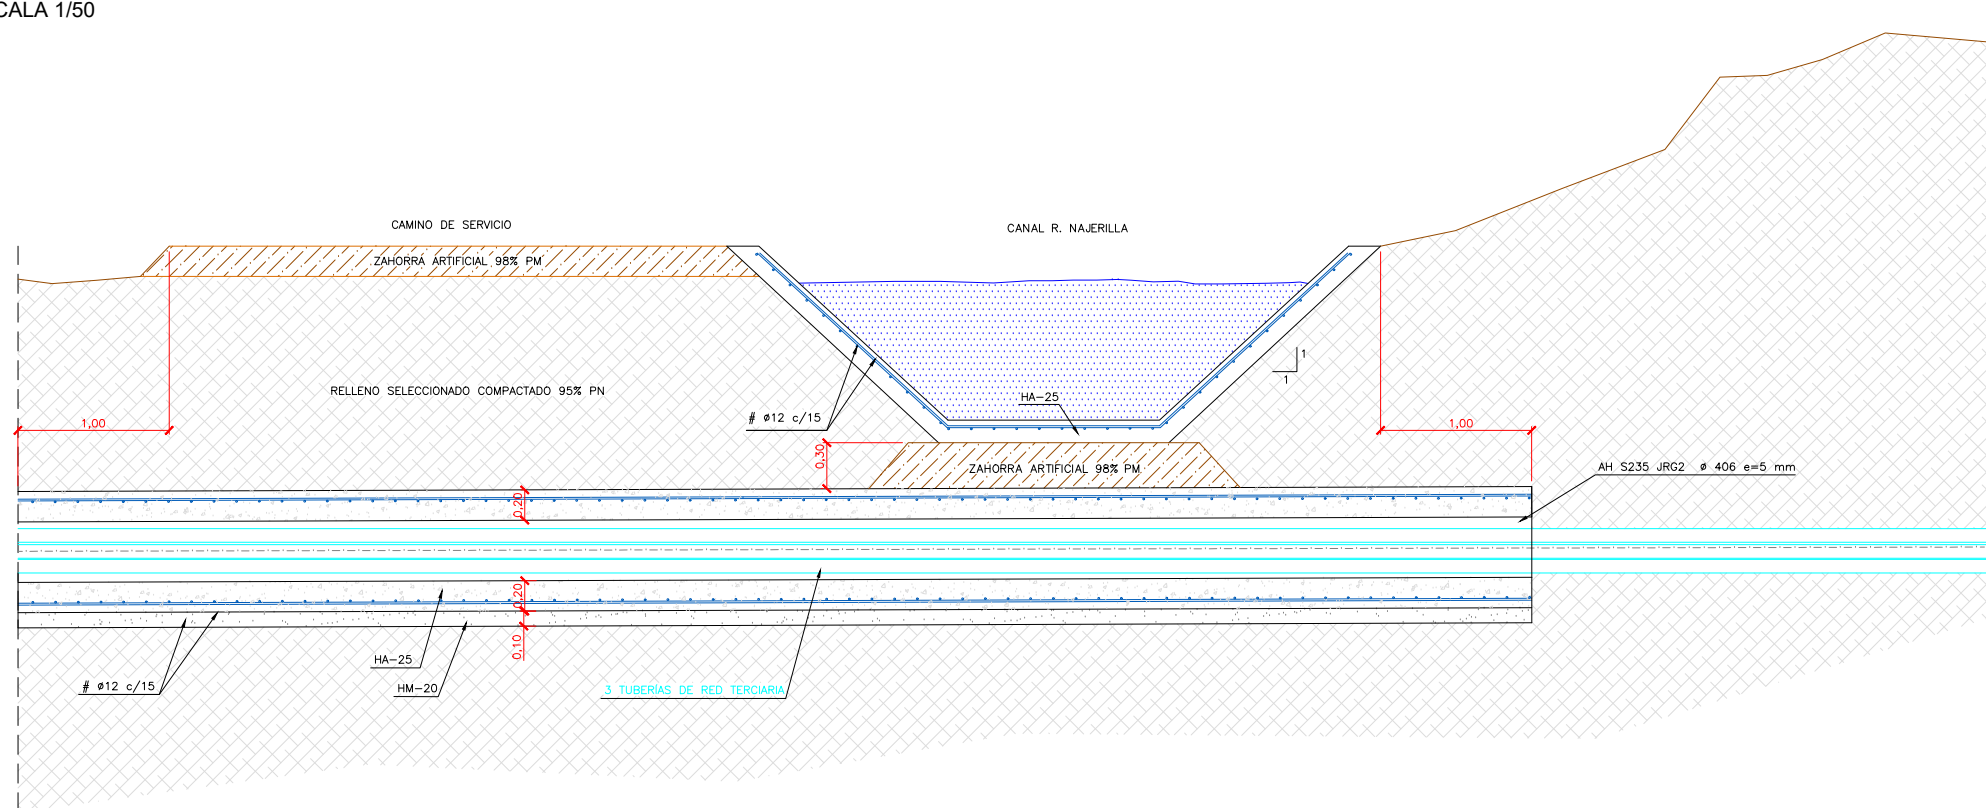 CALA 1/50
CAMINO DE SERVICIO
CANAL R. NAJERILLA
ZAHORRA ARTIFICIAL 98% PM
RELLENO SELECCIONADO COMPACTADO 95% PN
1
1
HA-25
# ø12 c/15
1,00
1,00
0,30
ZAHORRA ARTIFICIAL 98% PM
AH S235 JRG2 ø 406 e=5 mm
0,20
0,20
0,10
HA-25
# ø12 c/15
HM-20
3 TUBERÍAS DE RED TERCIARIA